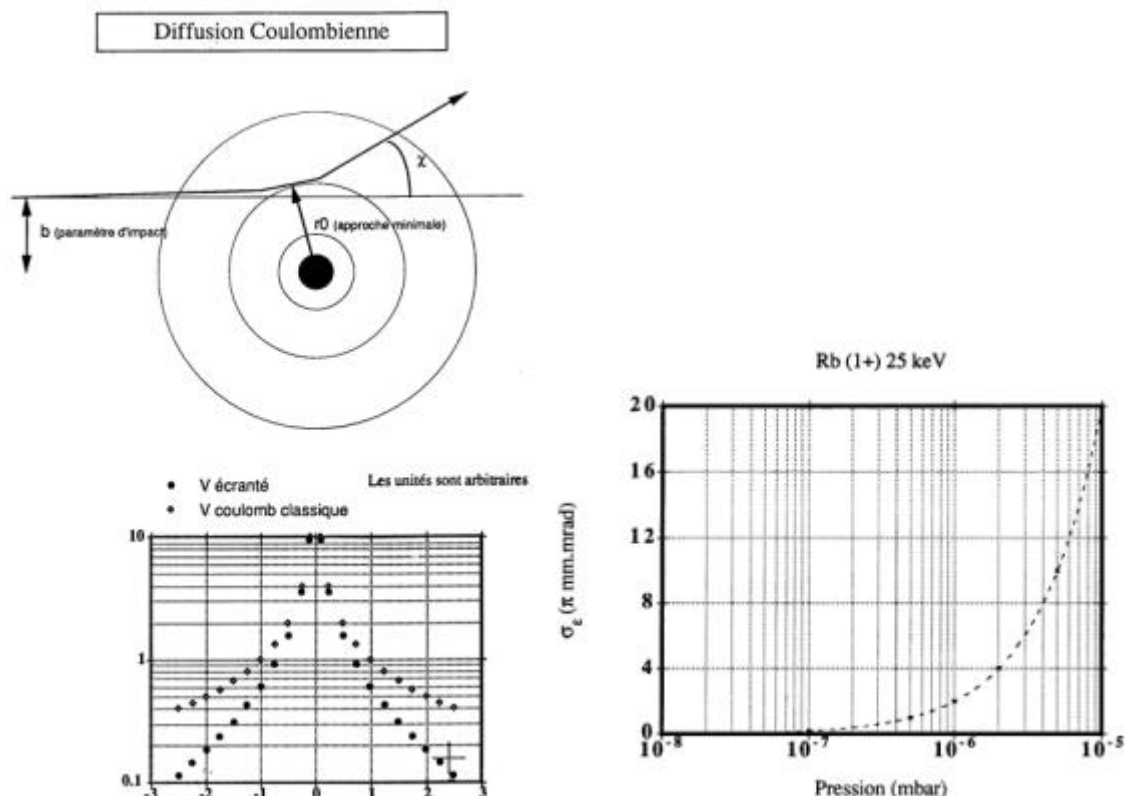 Diffusion Coulombienne
χ
b (paramètre d'impact)
r0 (approche minimale)
V écranté
V coulomb classique
Les unités sont arbitraires
10
1
0.1
-3 -2 -1 0 1 2 3
Rb (1+) 25 keV
σε (π mm.mrad)
20
16
12
8
4
0
10-8 10-7 10-6 10-5
Pression (mbar)